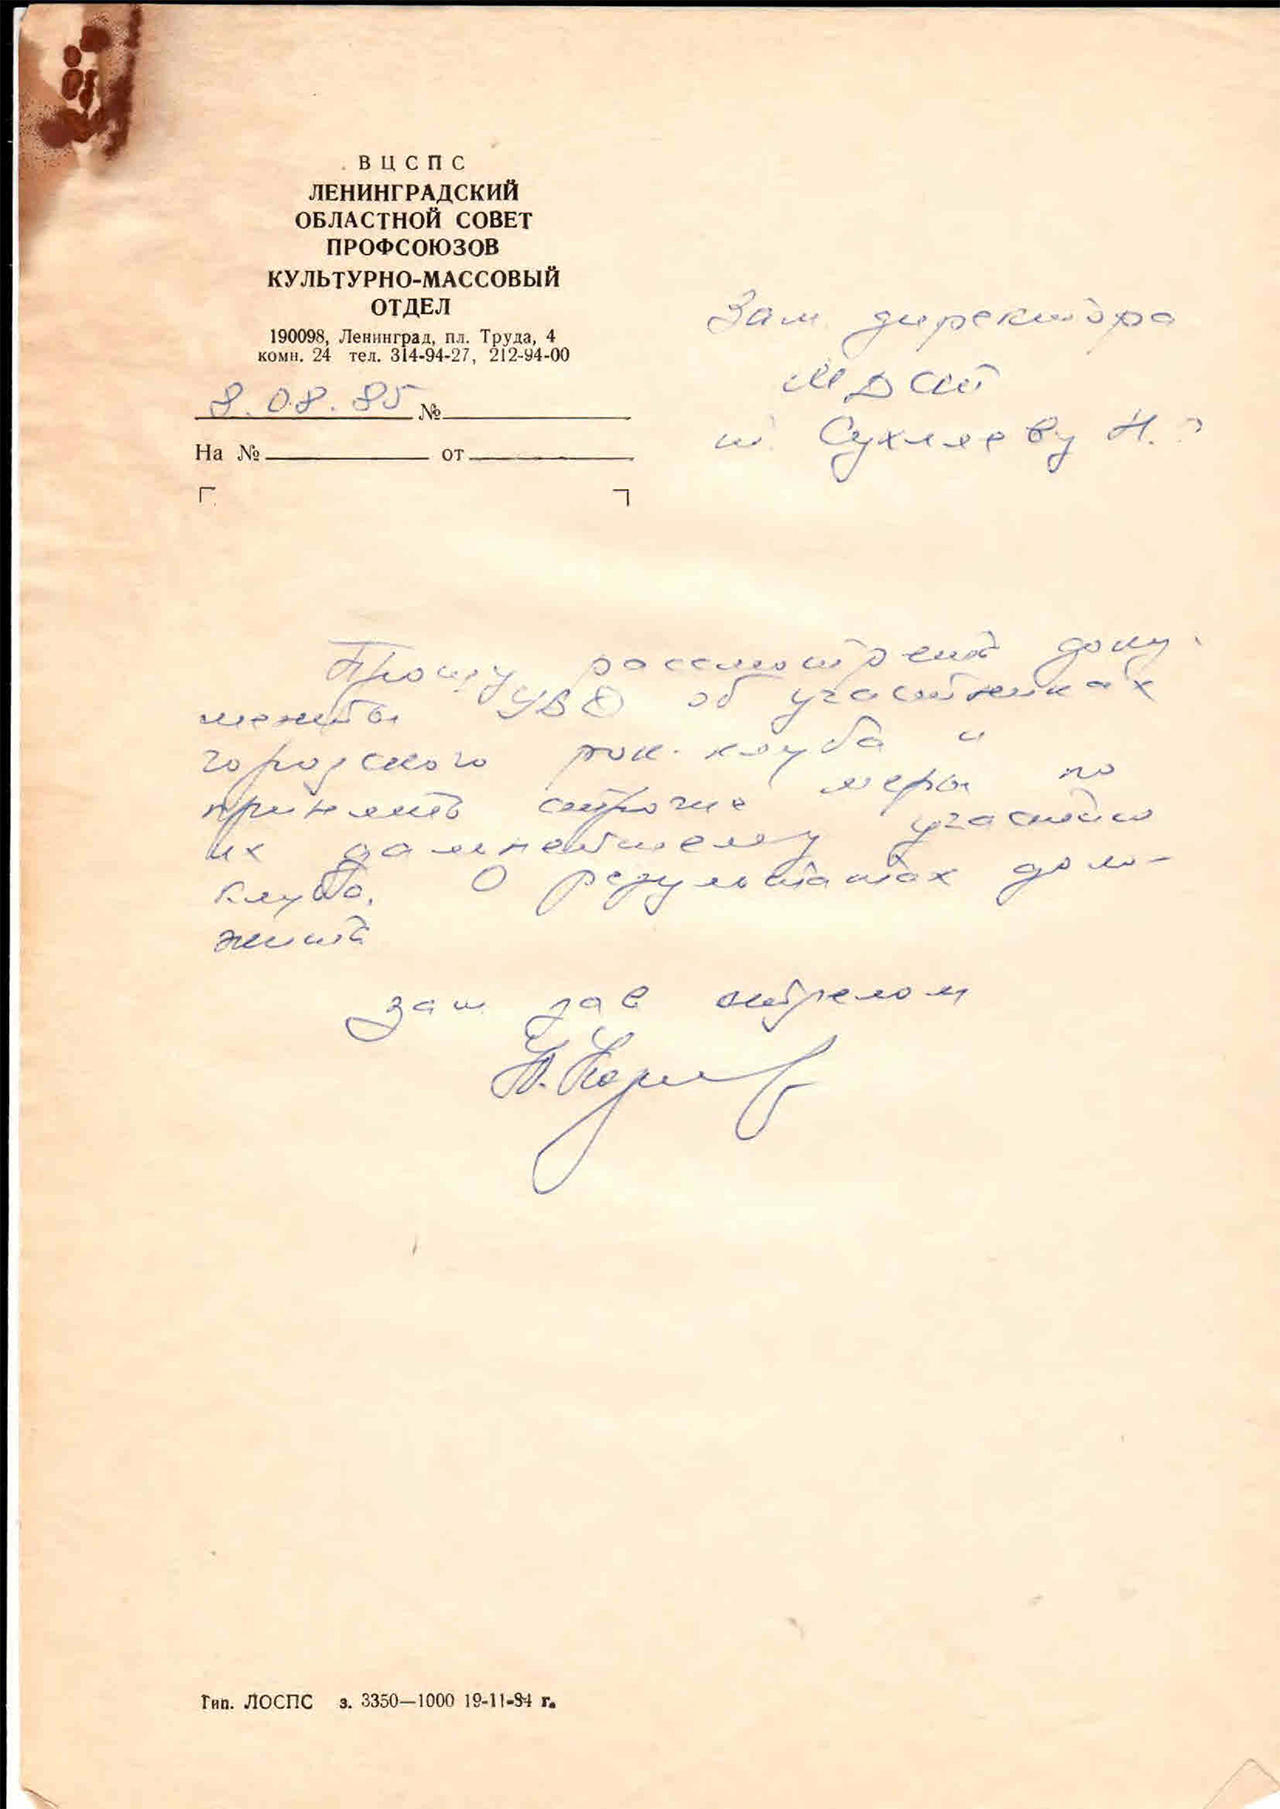 ВЦСПС
ЛЕНИНГРАДСКИЙ
ОБЛАСТНОЙ СОВЕТ
ПРОФСОЮЗОВ
КУЛЬТУРНО-МАССОВЫЙ
ОТДЕЛ
190098, Ленинград, пл. Труда, 4
комн. 24 тел. 314-94-27, 212-94-00
8.08.85 №
На № от
Зам. директора
ЛМДСТ
т. Сухляеву Н.
Прошу рассмотреть доку-
менты УВД об участниках
городского рок-клуба и
принять строгие меры по
их дальнейшему участию
клуба. О результатах доло-
жить
Зам зав отделом
Тип. ЛОСПС з. 3350—1000 19-11-84 г.